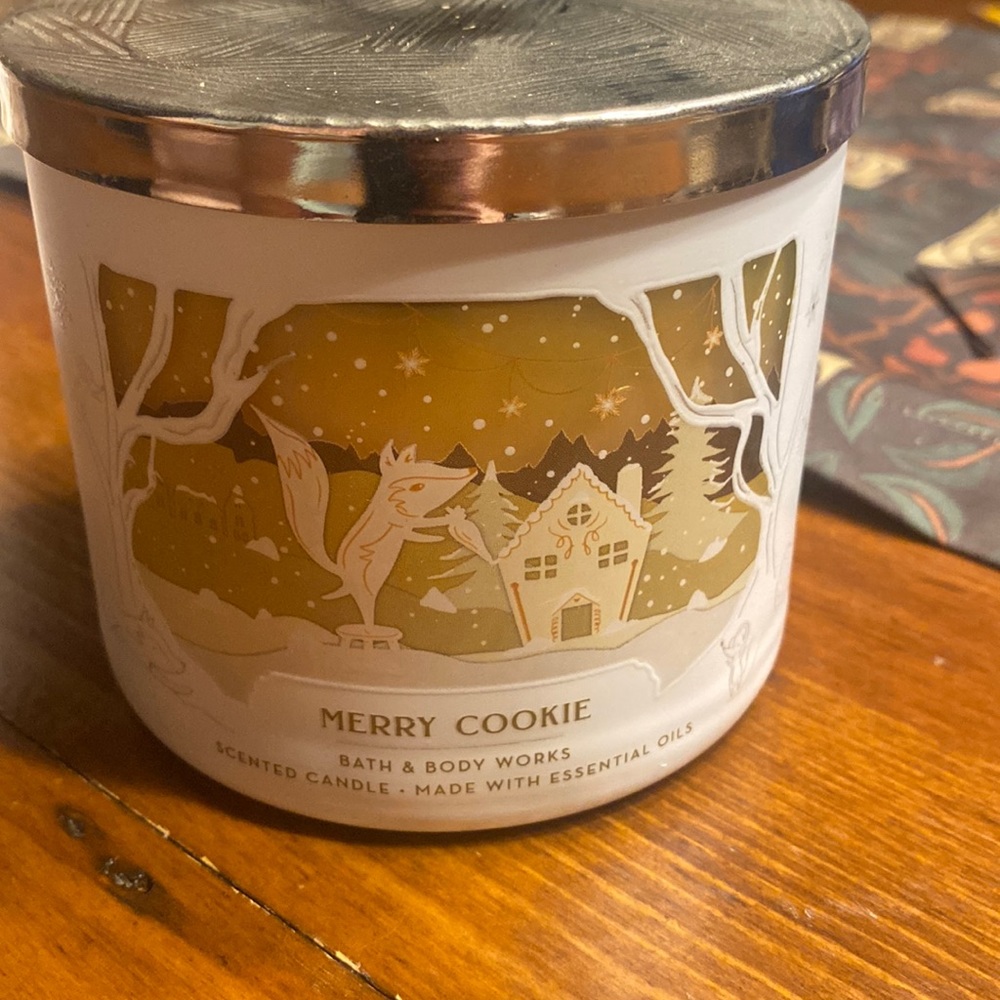 MERRY COOKIE
BATH & BODY WORKS
SCENTED CANDLE • MADE WITH ESSENTIAL OILS